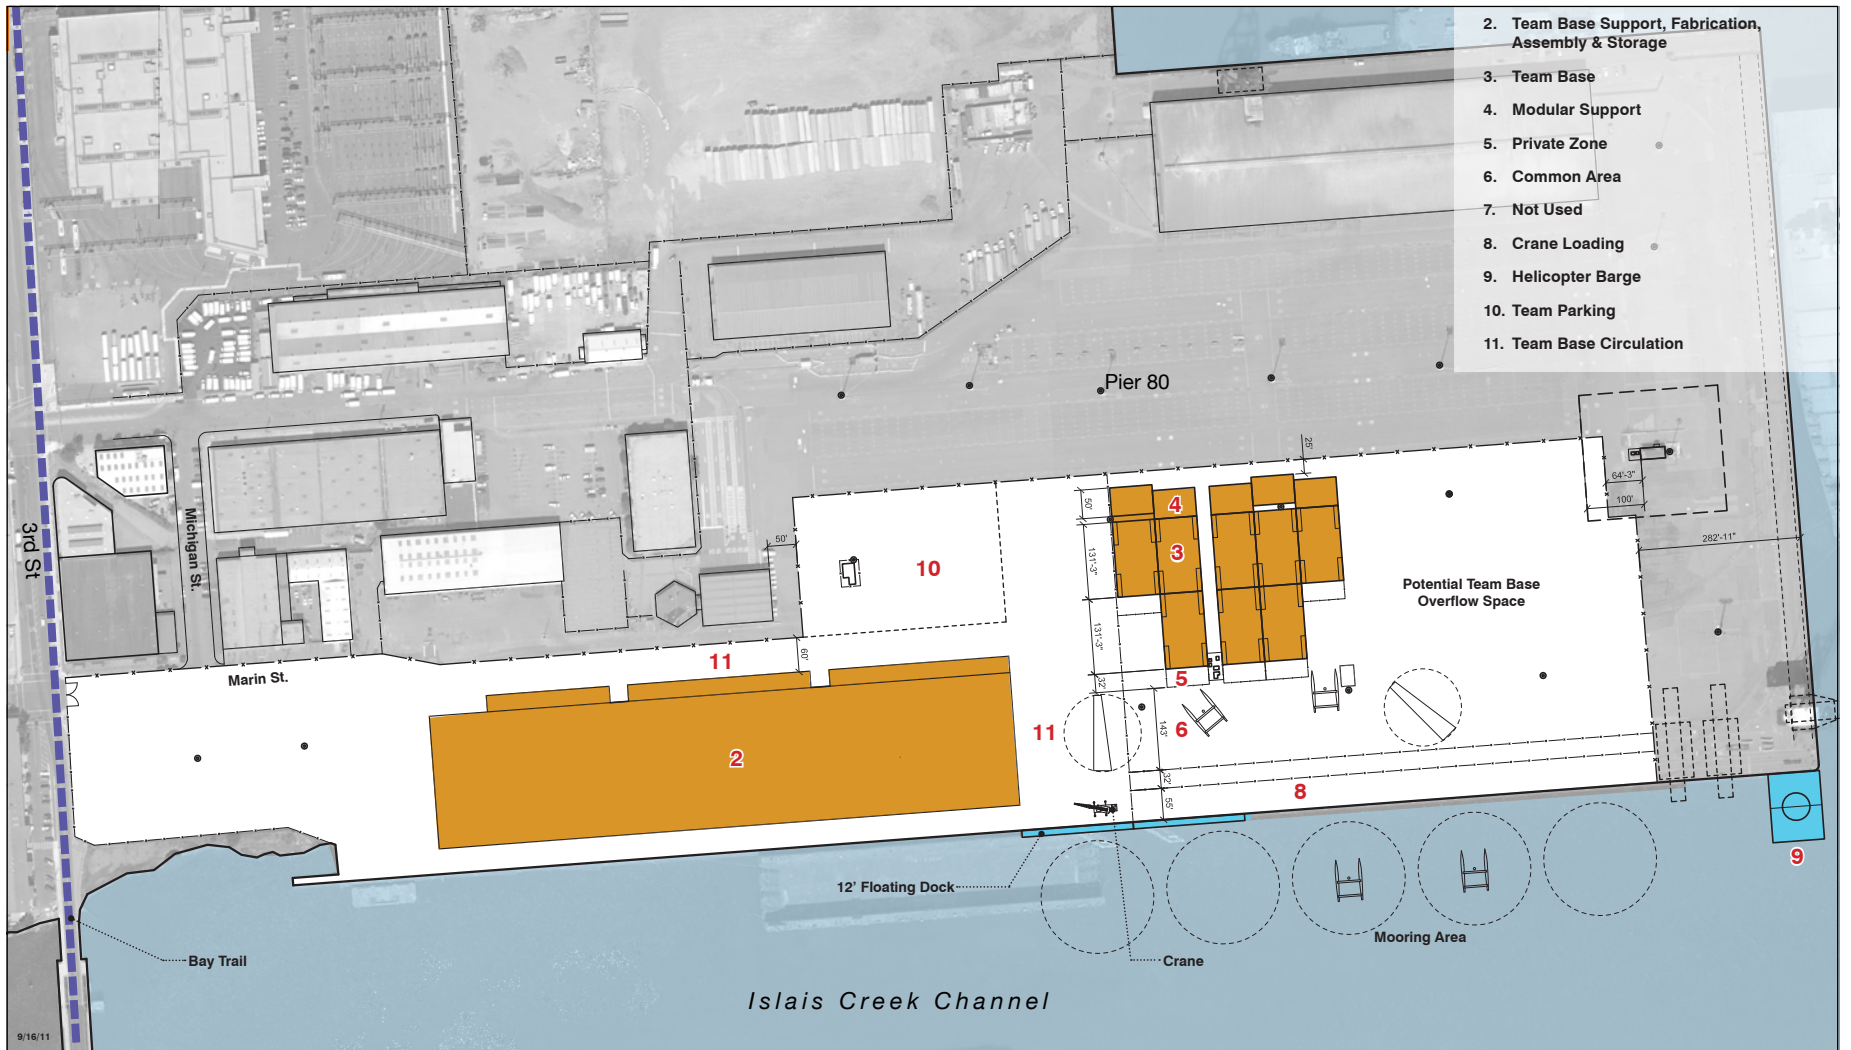 2. Team Base Support, Fabrication,
Assembly & Storage
3. Team Base
4. Modular Support
5. Private Zone
6. Common Area
7. Not Used
8. Crane Loading
9. Helicopter Barge
10. Team Parking
11. Team Base Circulation
Pier 80
25'
64'-3"
100'
282'-11"
50'
4
3
131'-3"
50'
10
Potential Team Base
Overflow Space
3rd St
Michigan St.
131'-3"
60'
11
Marin St.
5
32'
6
143'
11
2
32'
55'
8
9
12' Floating Dock
Mooring Area
Bay Trail
Crane
Islais Creek Channel
9/16/11